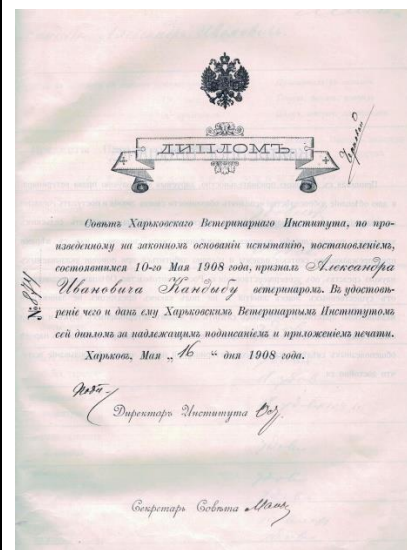 ДИПЛОМЪ
Совѣтъ Харьковскаго Ветеринарнаго Института, по про-
изведенному на законномъ основаніи испытанію, постановленіемъ,
состоявшимся 10-го Мая 1908 года, призналъ Александра
Ивановича Кандыбу ветеринаромъ. Въ удостовѣ-
реніе чего и данъ ему Харьковскимъ Ветеринарнымъ Институтомъ
сей дипломъ за надлежащимъ подписаніемъ и приложеніемъ печати.
Харьковъ, Мая „ 16 “ дня 1908 года.
№ 874
Директоръ Института
Секретарь Совѣта